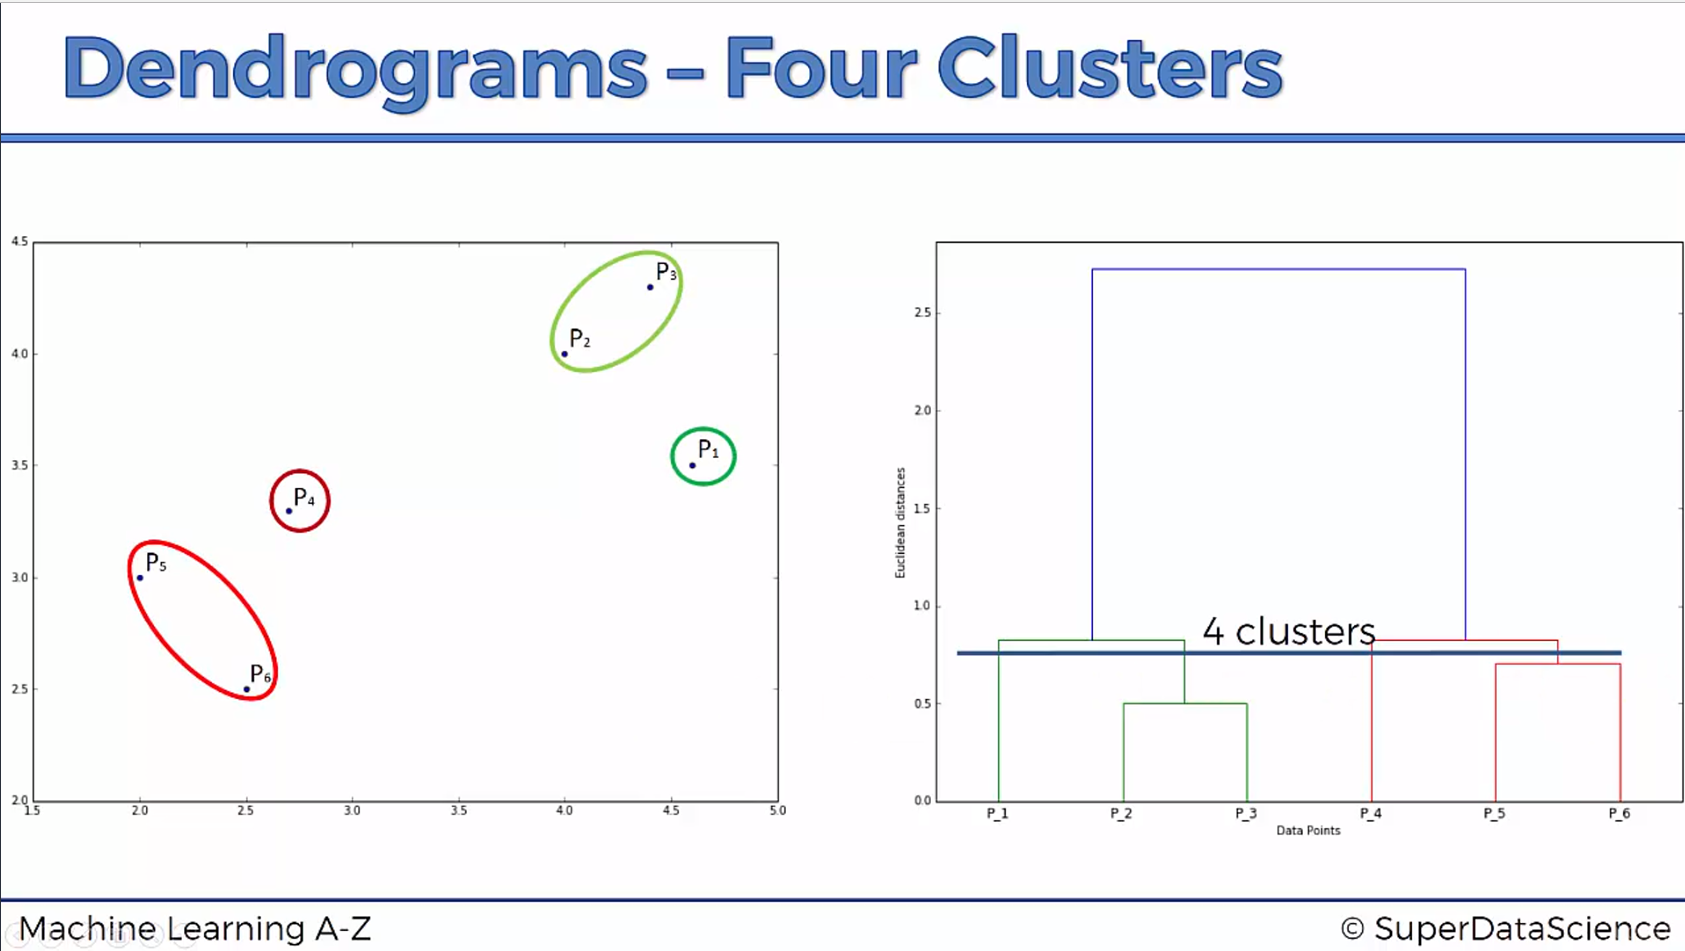 Dendrograms – Four Clusters
4.5
4.0
3.5
3.0
2.5
2.0
1.5 2.0 2.5 3.0 3.5 4.0 4.5 5.0
P3
P2
P1
P4
P5
P6
2.5
2.0
1.5
1.0
0.5
0.0
Euclidean distances
4 clusters
P_1 P_2 P_3 P_4 P_5 P_6
Data Points
Machine Learning A-Z
© SuperDataScience